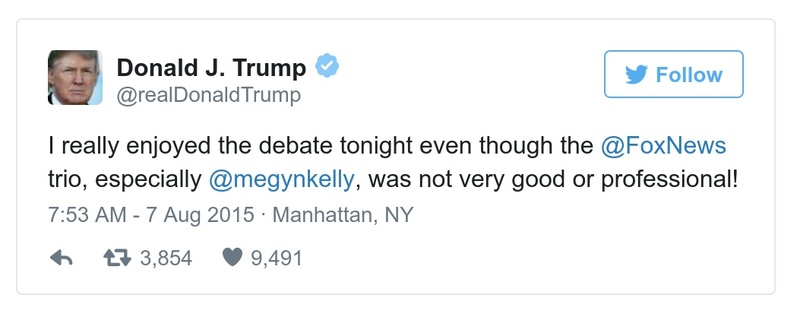 Donald J. Trump
@realDonaldTrump
Follow
I really enjoyed the debate tonight even though the @FoxNews
trio, especially @megynkelly, was not very good or professional!
7:53 AM - 7 Aug 2015 · Manhattan, NY
3,854 9,491